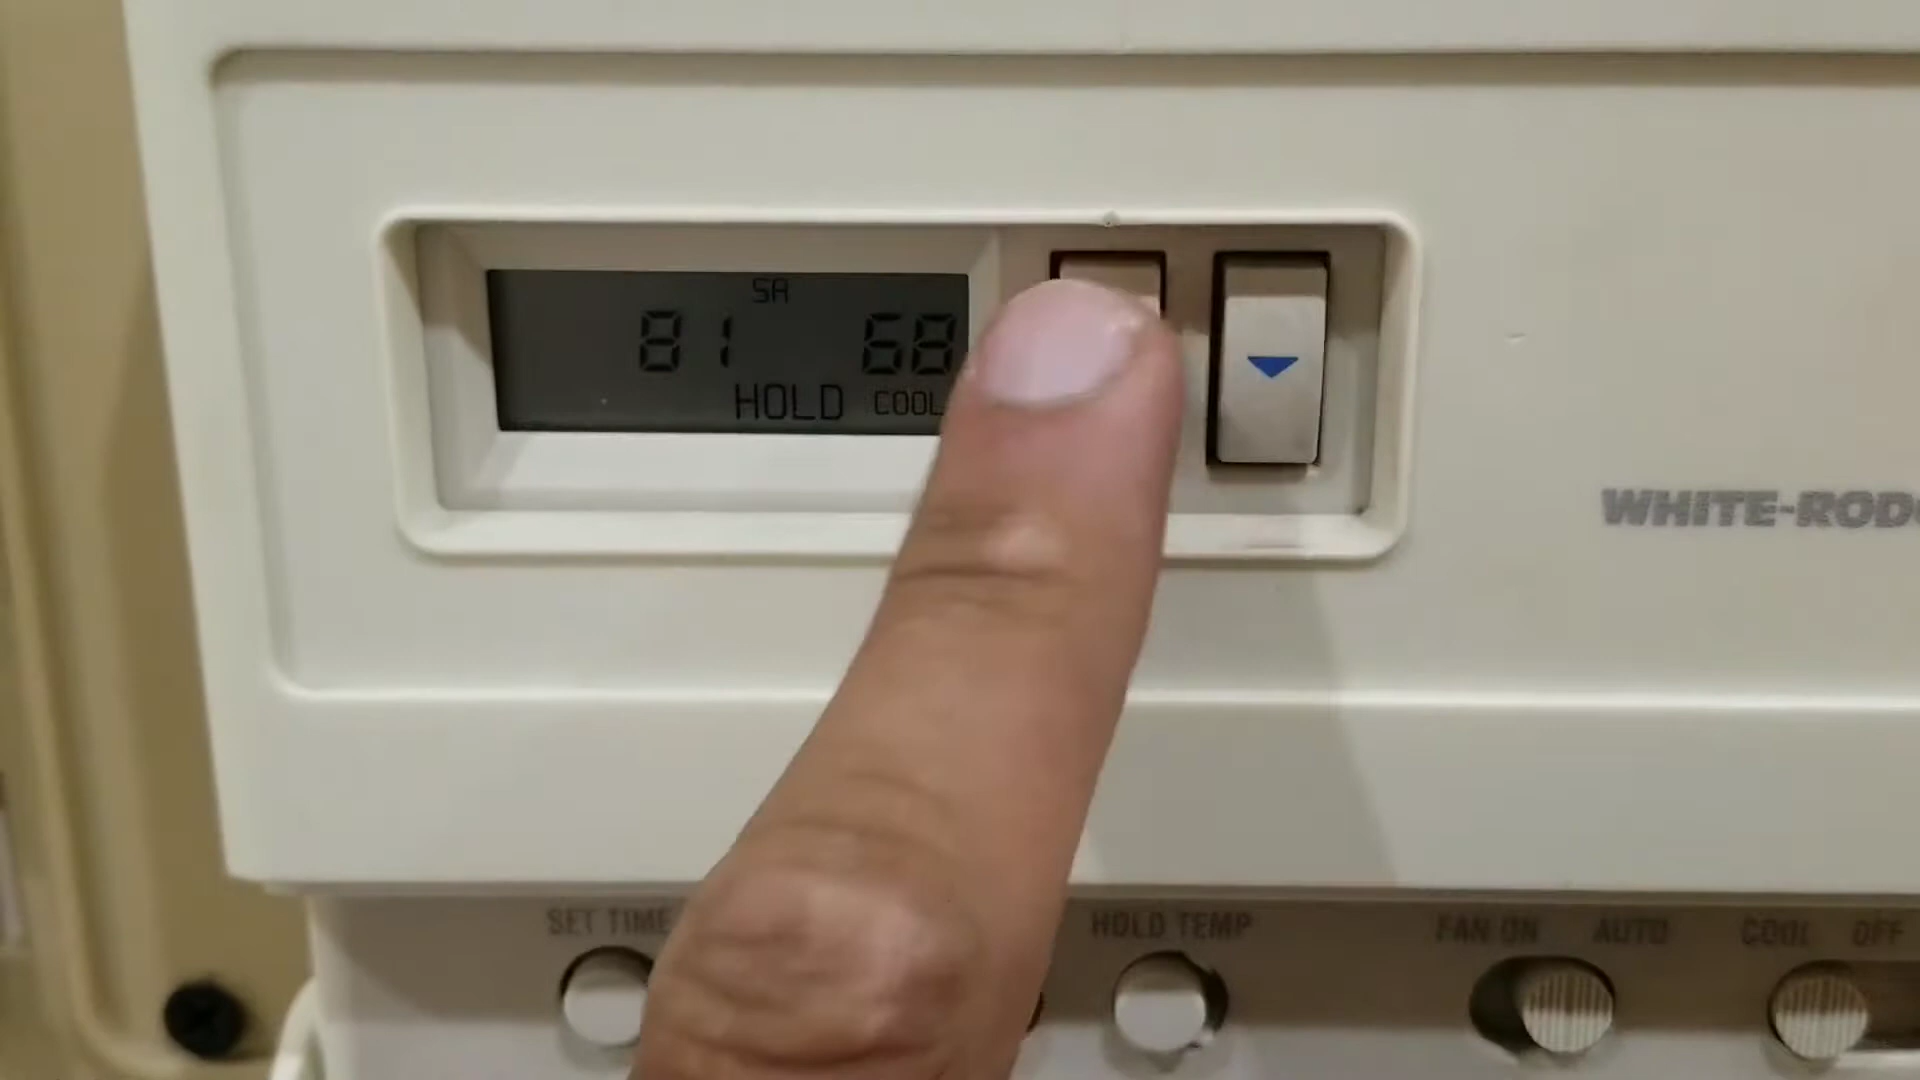 SA
81 68
HOLD COOL
WHITE-ROD
SET TIME HOLD TEMP FAN ON AUTO COOL OFF